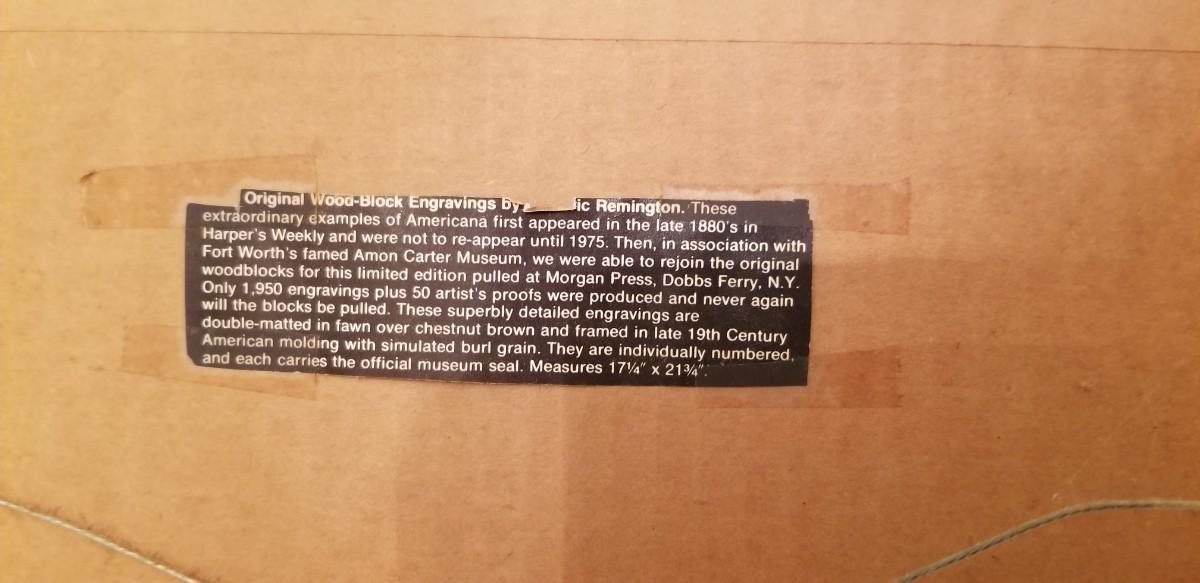 Original Wood-Block Engravings by ic Remington. These
extraordinary examples of Americana first appeared in the late 1880's in
Harper's Weekly and were not to re-appear until 1975. Then, in association with
Fort Worth's famed Amon Carter Museum, we were able to rejoin the original
woodblocks for this limited edition pulled at Morgan Press, Dobbs Ferry, N.Y.
Only 1,950 engravings plus 50 artist's proofs were produced and never again
will the blocks be pulled. These superbly detailed engravings are
double-matted in fawn over chestnut brown and framed in late 19th Century
American molding with simulated burl grain. They are individually numbered,
and each carries the official museum seal. Measures 17¼″ x 21¾″.